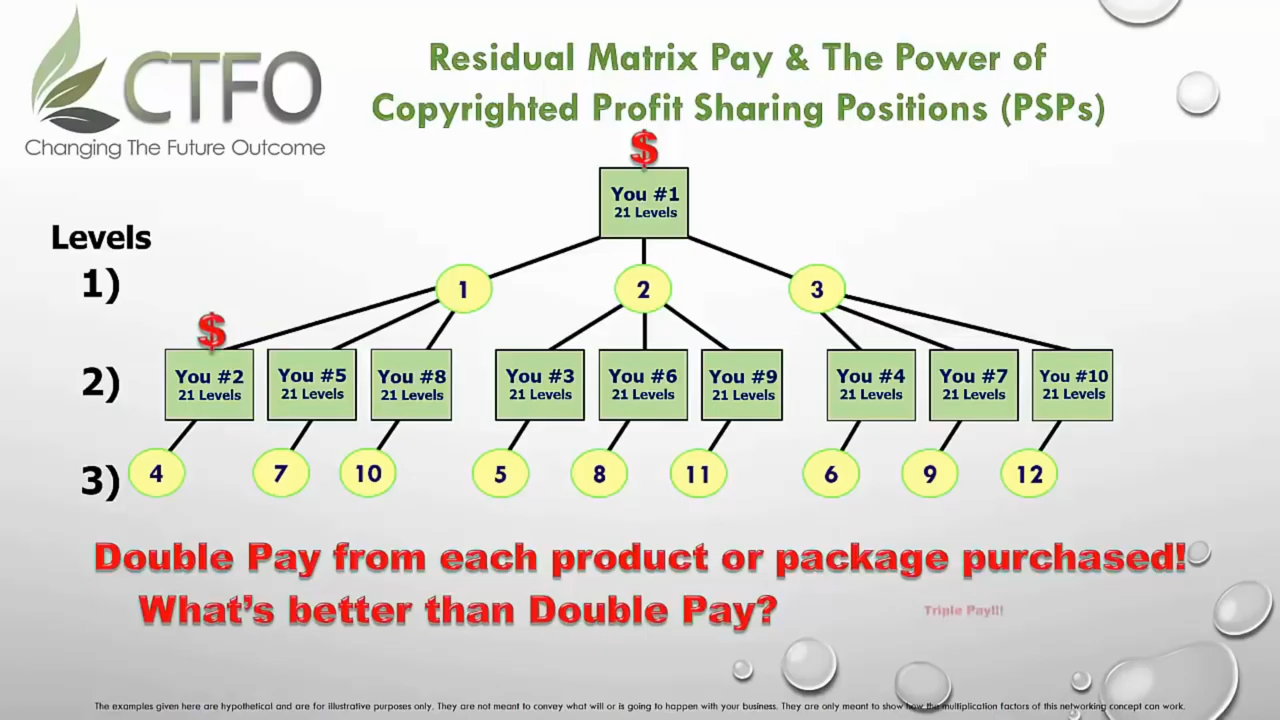 CTFO
Changing The Future Outcome
Residual Matrix Pay & The Power of
Copyrighted Profit Sharing Positions (PSPs)
$
You #1
21 Levels
Levels
1)
1
2
3
$
2)
You #2
21 Levels
You #5
21 Levels
You #8
21 Levels
You #3
21 Levels
You #6
21 Levels
You #9
21 Levels
You #4
21 Levels
You #7
21 Levels
You #10
21 Levels
3)
4
7
10
5
8
11
6
9
12
Double Pay from each product or package purchased!
What's better than Double Pay?
Triple Pay!!!
The examples given here are hypothetical and are for illustrative purposes only. They are not meant to convey what will or is going to happen with your business. They are only meant to show how the multiplication factors of this networking concept can work.